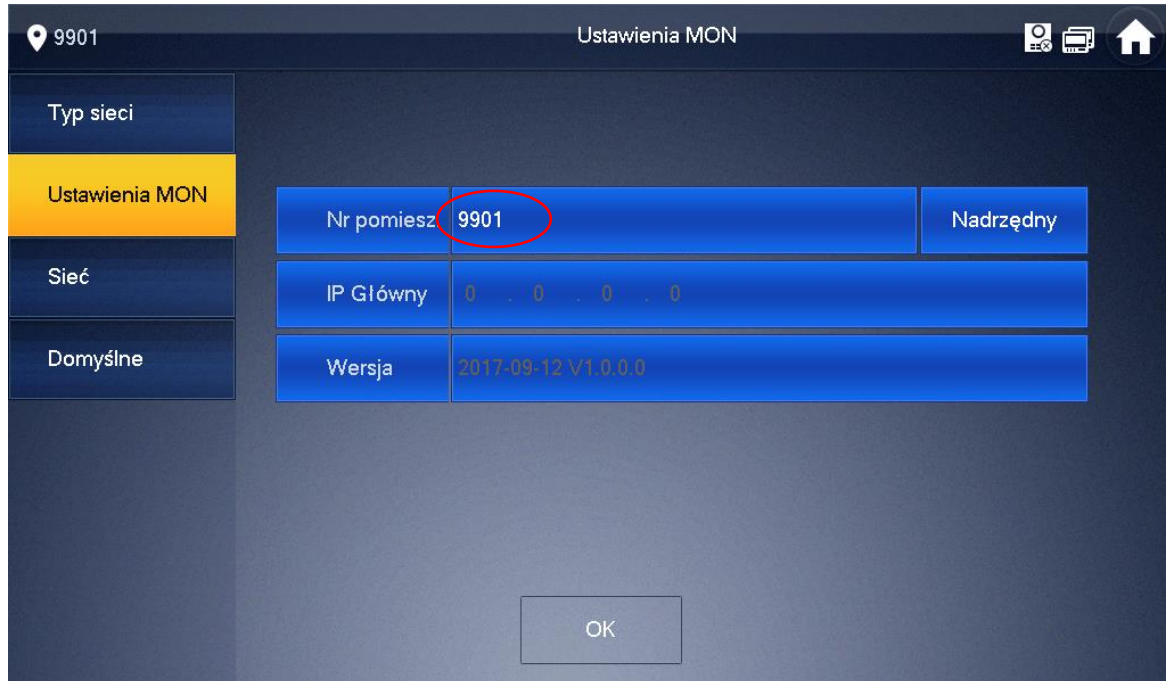 9901
Ustawienia MON
Typ sieci
Ustawienia MON
Sieć
Domyślne
Nr pomiesz. 9901 Nadrzędny
IP Główny 0 . 0 . 0 . 0
Wersja 2017-09-12 V1.0.0.0
OK